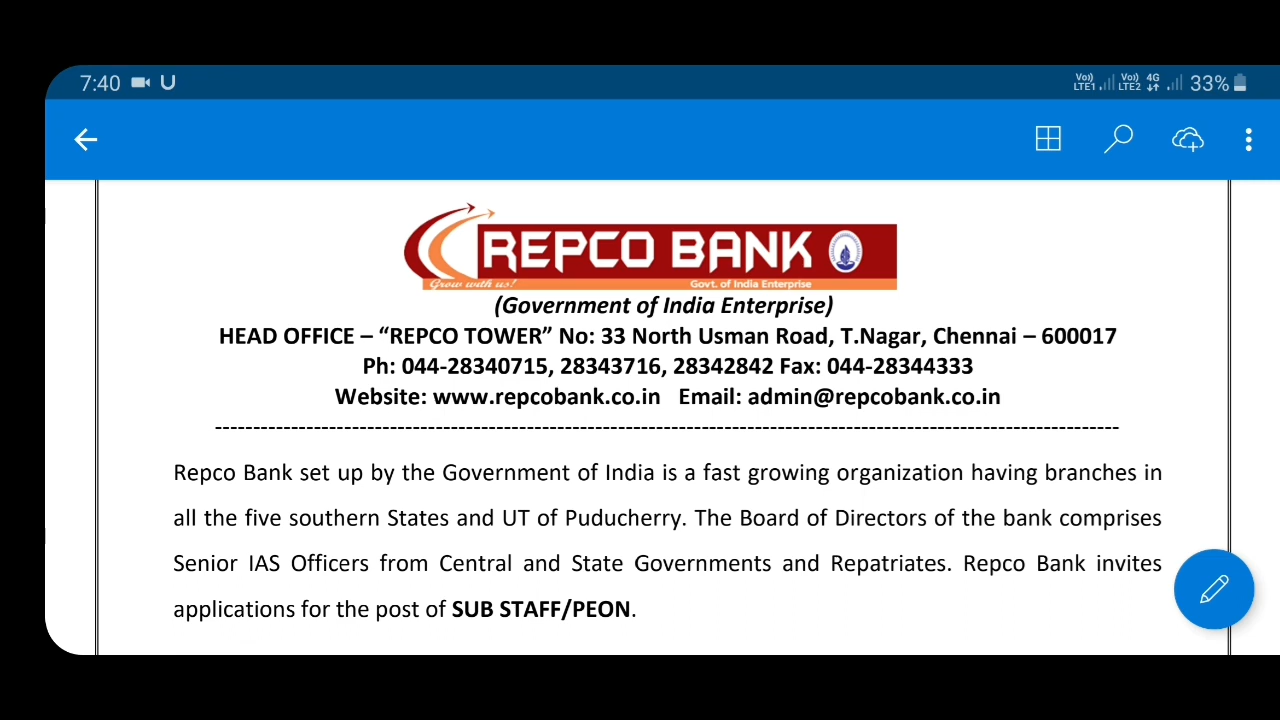 7:40
Vo) LTE1 Vo) LTE2 4G 33%
REPCO BANK
Grow with us! Govt. of India Enterprise
(Government of India Enterprise)
HEAD OFFICE – “REPCO TOWER” No: 33 North Usman Road, T.Nagar, Chennai – 600017
Ph: 044-28340715, 28343716, 28342842 Fax: 044-28344333
Website: www.repcobank.co.in Email: admin@repcobank.co.in
Repco Bank set up by the Government of India is a fast growing organization having branches in
all the five southern States and UT of Puducherry. The Board of Directors of the bank comprises
Senior IAS Officers from Central and State Governments and Repatriates. Repco Bank invites
applications for the post of SUB STAFF/PEON.